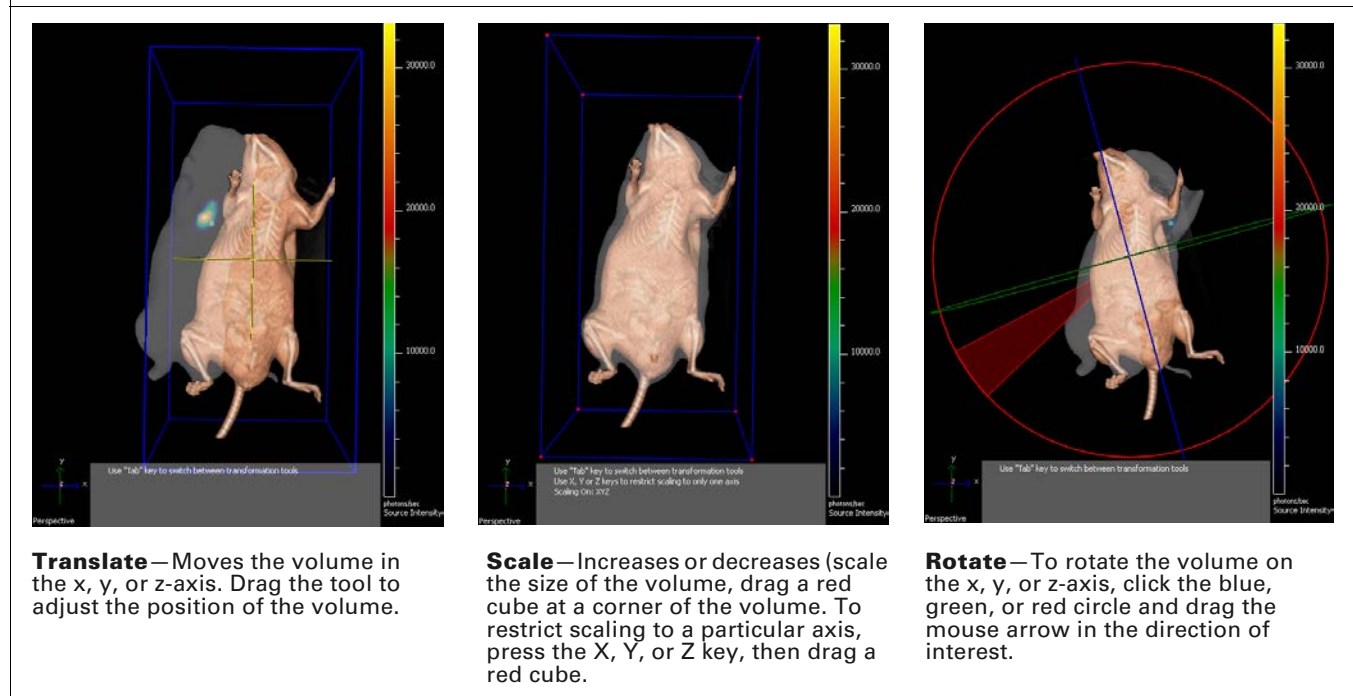 30000.0
20000.0
10000.0
y
x
z
Use "Tab" key to switch between transformation tools
photons/sec
Source Intensity
Perspective
30000.0
20000.0
10000.0
y
x
z
Use "Tab" key to switch between transformation tools
Use X, Y or Z keys to restrict scaling to only one axis
Scaling On: XYZ
photons/sec
Source Intensity
Perspective
30000.0
20000.0
10000.0
y
x
z
Use "Tab" key to switch between transformation tools
photons/sec
Source Intensity
Perspective
Translate—Moves the volume in
the x, y, or z-axis. Drag the tool to
adjust the position of the volume.
Scale—Increases or decreases (scale
the size of the volume, drag a red
cube at a corner of the volume. To
restrict scaling to a particular axis,
press the X, Y, or Z key, then drag a
red cube.
Rotate—To rotate the volume on
the x, y, or z-axis, click the blue,
green, or red circle and drag the
mouse arrow in the direction of
interest.